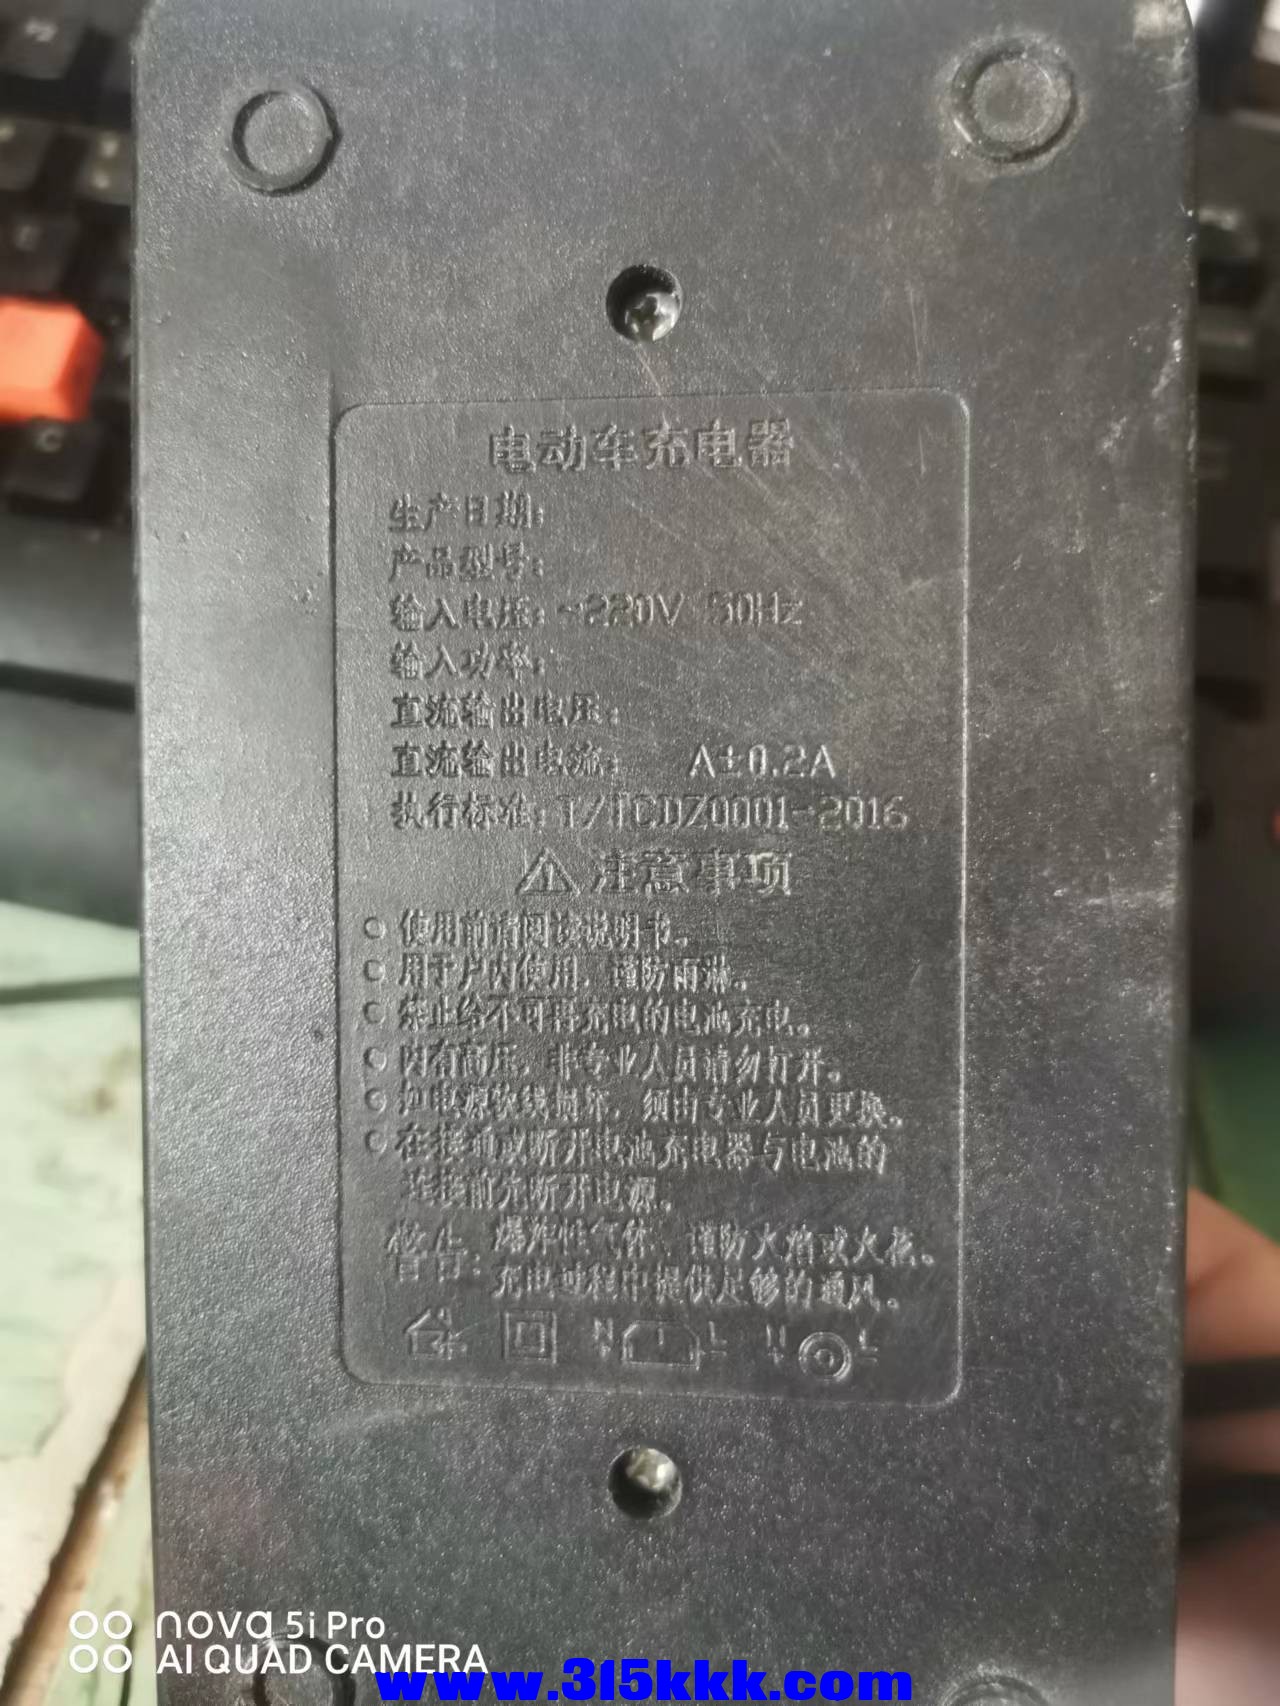 电动车充电器
生产日期:
产品型号:
输入电压:~220V 50Hz
输入功率:
直流输出电压:
直流输出电流: A±0.2A
执行标准:T/TCDZ0001-2016
注意事项
使用前请阅读说明书。
用于户内使用，谨防雨淋。
禁止给不可再充电的电池充电。
内有高压，非专业人员请勿打开。
电源软线损坏，须由专业人员更换。
在接通或断开电池充电器与电池的
连接前先断开电源。
警告:爆炸性气体、谨防火焰或火花。
充电过程中提供足够的通风。
N L N L
nova 5i Pro
AI QUAD CAMERA
www.315kkk.com